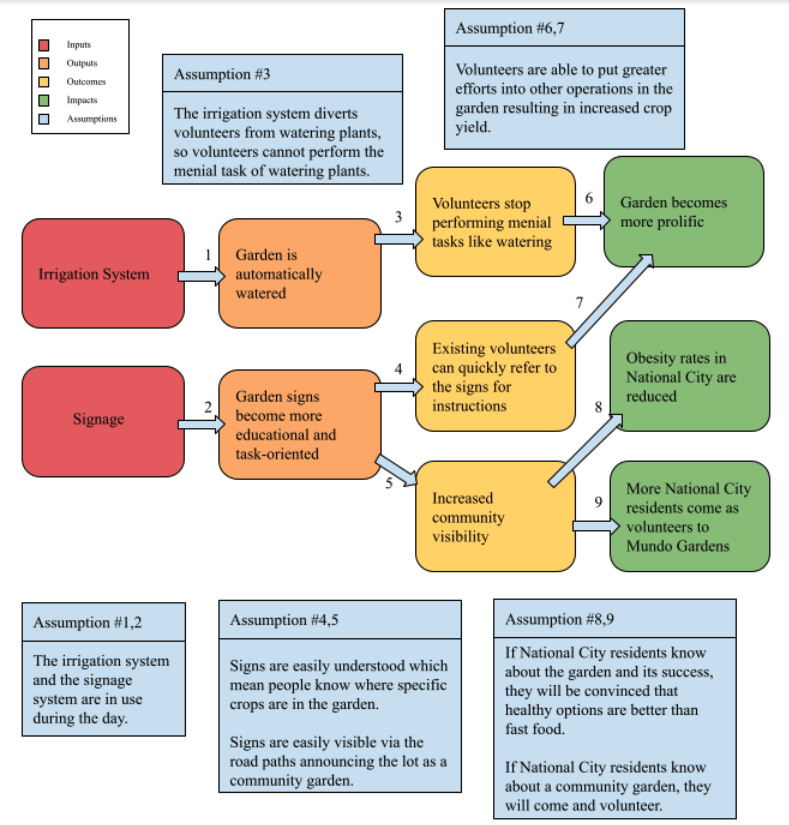 Inputs
Outputs
Outcomes
Impacts
Assumptions
Assumption #3
The irrigation system diverts
volunteers from watering plants,
so volunteers cannot perform the
menial task of watering plants.
Assumption #6,7
Volunteers are able to put greater
efforts into other operations in the
garden resulting in increased crop
yield.
Irrigation System
1
Garden is
automatically
watered
3
Volunteers stop
performing menial
tasks like watering
6
Garden becomes
more prolific
7
Signage
2
Garden signs
become more
educational and
task-oriented
4
Existing volunteers
can quickly refer to
the signs for
instructions
8
Obesity rates in
National City are
reduced
5
Increased
community
visibility
9
More National City
residents come as
volunteers to
Mundo Gardens
Assumption #1,2
The irrigation system
and the signage
system are in use
during the day.
Assumption #4,5
Signs are easily understood which
mean people know where specific
crops are in the garden.
Signs are easily visible via the
road paths announcing the lot as a
community garden.
Assumption #8,9
If National City residents know
about the garden and its success,
they will be convinced that
healthy options are better than
fast food.
If National City residents know
about a community garden, they
will come and volunteer.